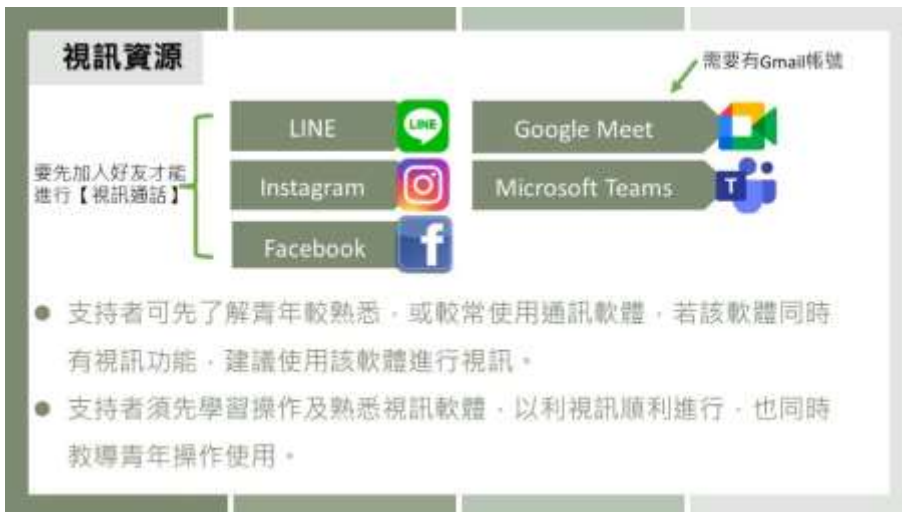 視訊資源
需要有Gmail帳號
LINE
LINE
Google Meet
要先加入好友才能
進行【視訊通話】
Instagram
Microsoft Teams
T
Facebook
f
● 支持者可先了解青年較熟悉，或較常使用通訊軟體，若該軟體同時
有視訊功能，建議使用該軟體進行視訊。
● 支持者須先學習操作及熟悉視訊軟體，以利視訊順利進行，也同時
教導青年操作使用。